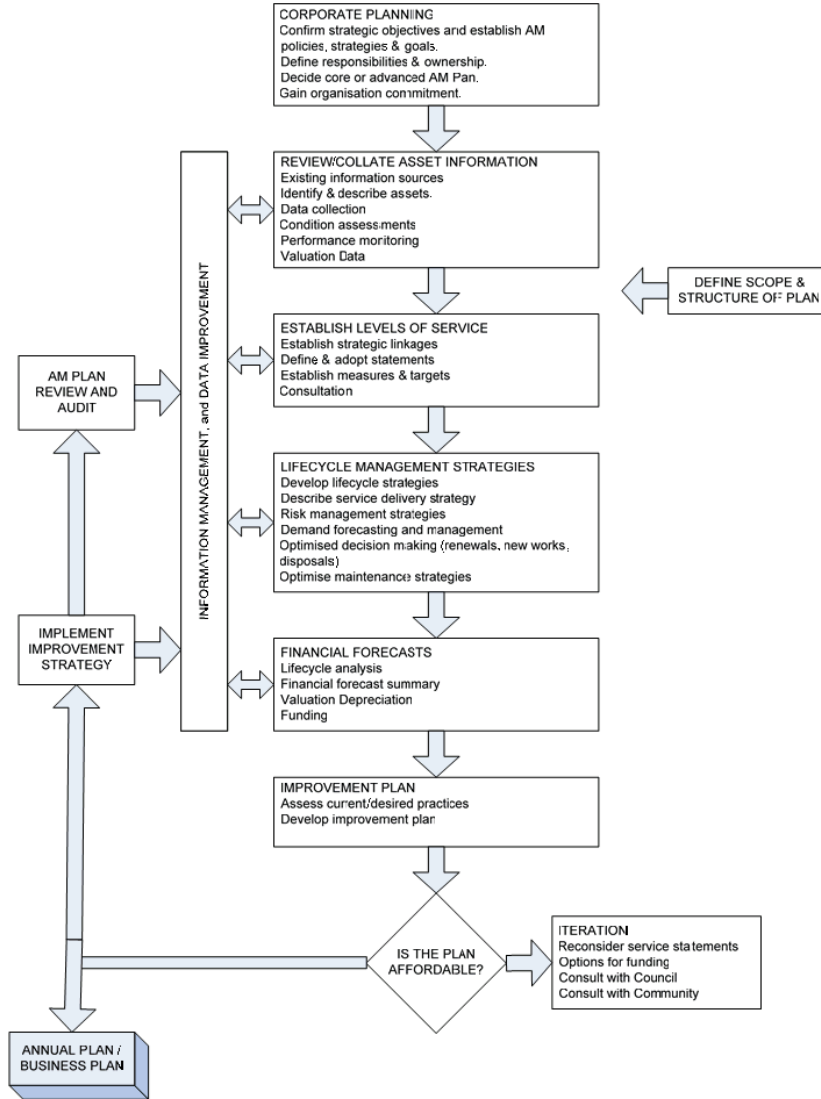 CORPORATE PLANNING
Confirm strategic objectives and establish AM
policies, strategies & goals.
Define responsibilities & ownership.
Decide core or advanced AM Pan.
Gain organisation commitment.
REVIEW/COLLATE ASSET INFORMATION
Existing information sources
Identify & describe assets.
Data collection
Condition assessments
Performance monitoring
Valuation Data
DEFINE SCOPE &
STRUCTURE OF PLAN
ESTABLISH LEVELS OF SERVICE
Establish strategic linkages
Define & adopt statements
Establish measures & targets
Consultation
AM PLAN
REVIEW AND
AUDIT
INFORMATION MANAGEMENT, and DATA IMPROVEMENT
LIFECYCLE MANAGEMENT STRATEGIES
Develop lifecycle strategies
Describe service delivery strategy
Risk management strategies
Demand forecasting and management
Optimised decision making (renewals, new works,
disposals)
Optimise maintenance strategies
IMPLEMENT
IMPROVEMENT
STRATEGY
FINANCIAL FORECASTS
Lifecycle analysis
Financial forecast summary
Valuation Depreciation
Funding
IMPROVEMENT PLAN
Assess current/desired practices
Develop improvement plan
IS THE PLAN
AFFORDABLE?
ITERATION
Reconsider service statements
Options for funding
Consult with Council
Consult with Community
ANNUAL PLAN /
BUSINESS PLAN